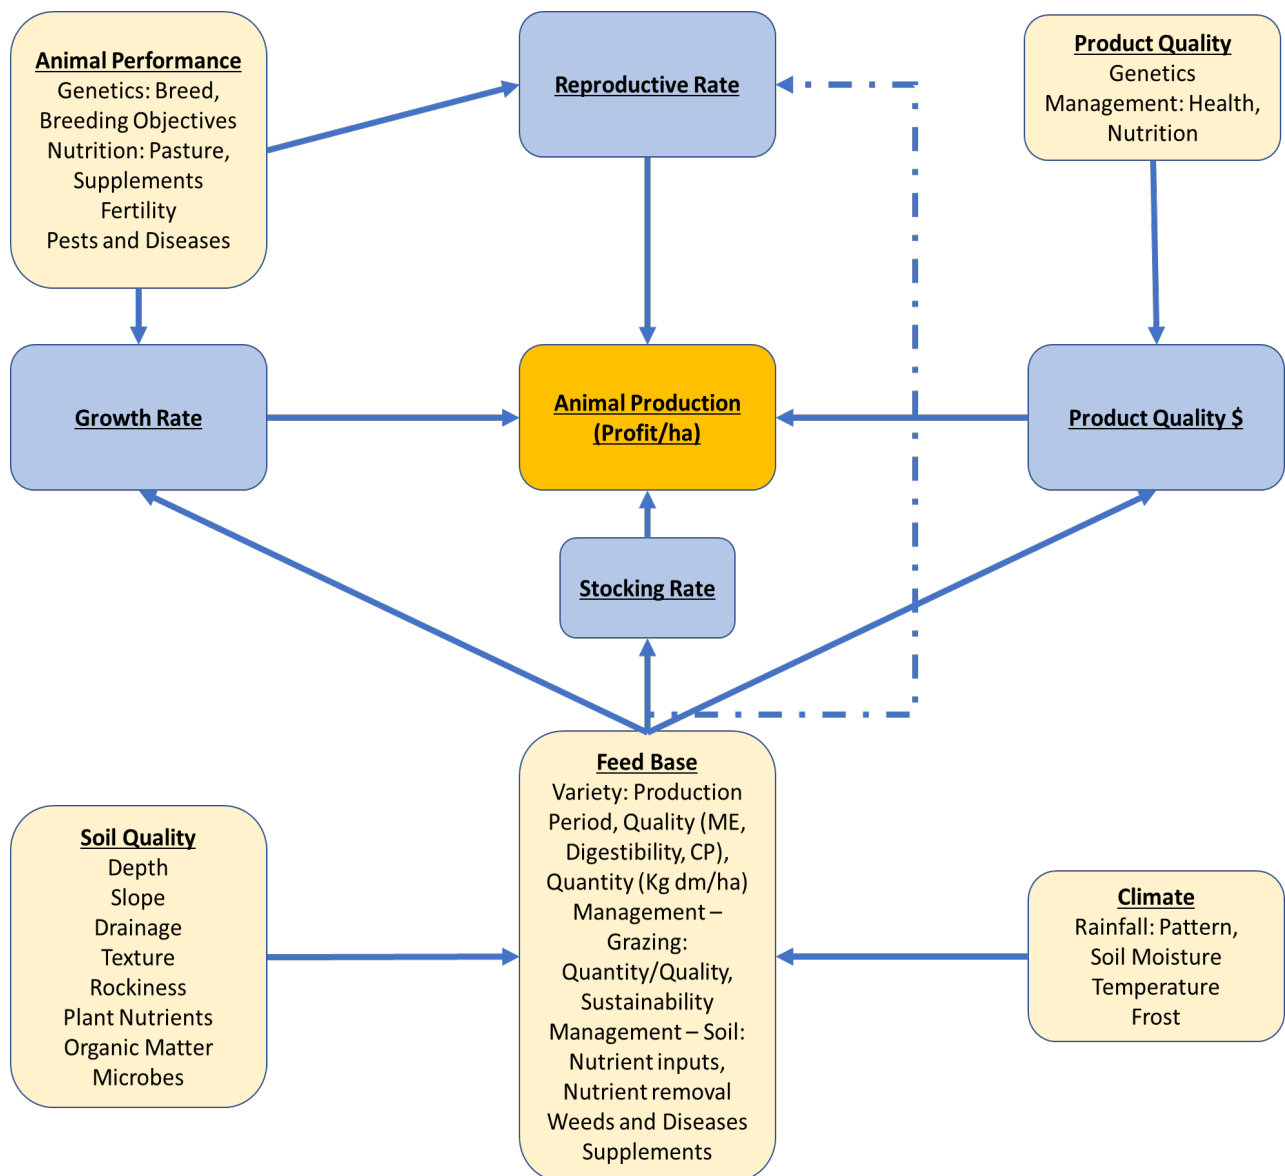 Animal Performance
Genetics: Breed,
Breeding Objectives
Nutrition: Pasture,
Supplements
Fertility
Pests and Diseases
Reproductive Rate
Product Quality
Genetics
Management: Health,
Nutrition
Growth Rate
Animal Production
(Profit/ha)
Product Quality $
Stocking Rate
Soil Quality
Depth
Slope
Drainage
Texture
Rockiness
Plant Nutrients
Organic Matter
Microbes
Feed Base
Variety: Production
Period, Quality (ME,
Digestibility, CP),
Quantity (Kg dm/ha)
Management –
Grazing:
Quantity/Quality,
Sustainability
Management – Soil:
Nutrient inputs,
Nutrient removal
Weeds and Diseases
Supplements
Climate
Rainfall: Pattern,
Soil Moisture
Temperature
Frost